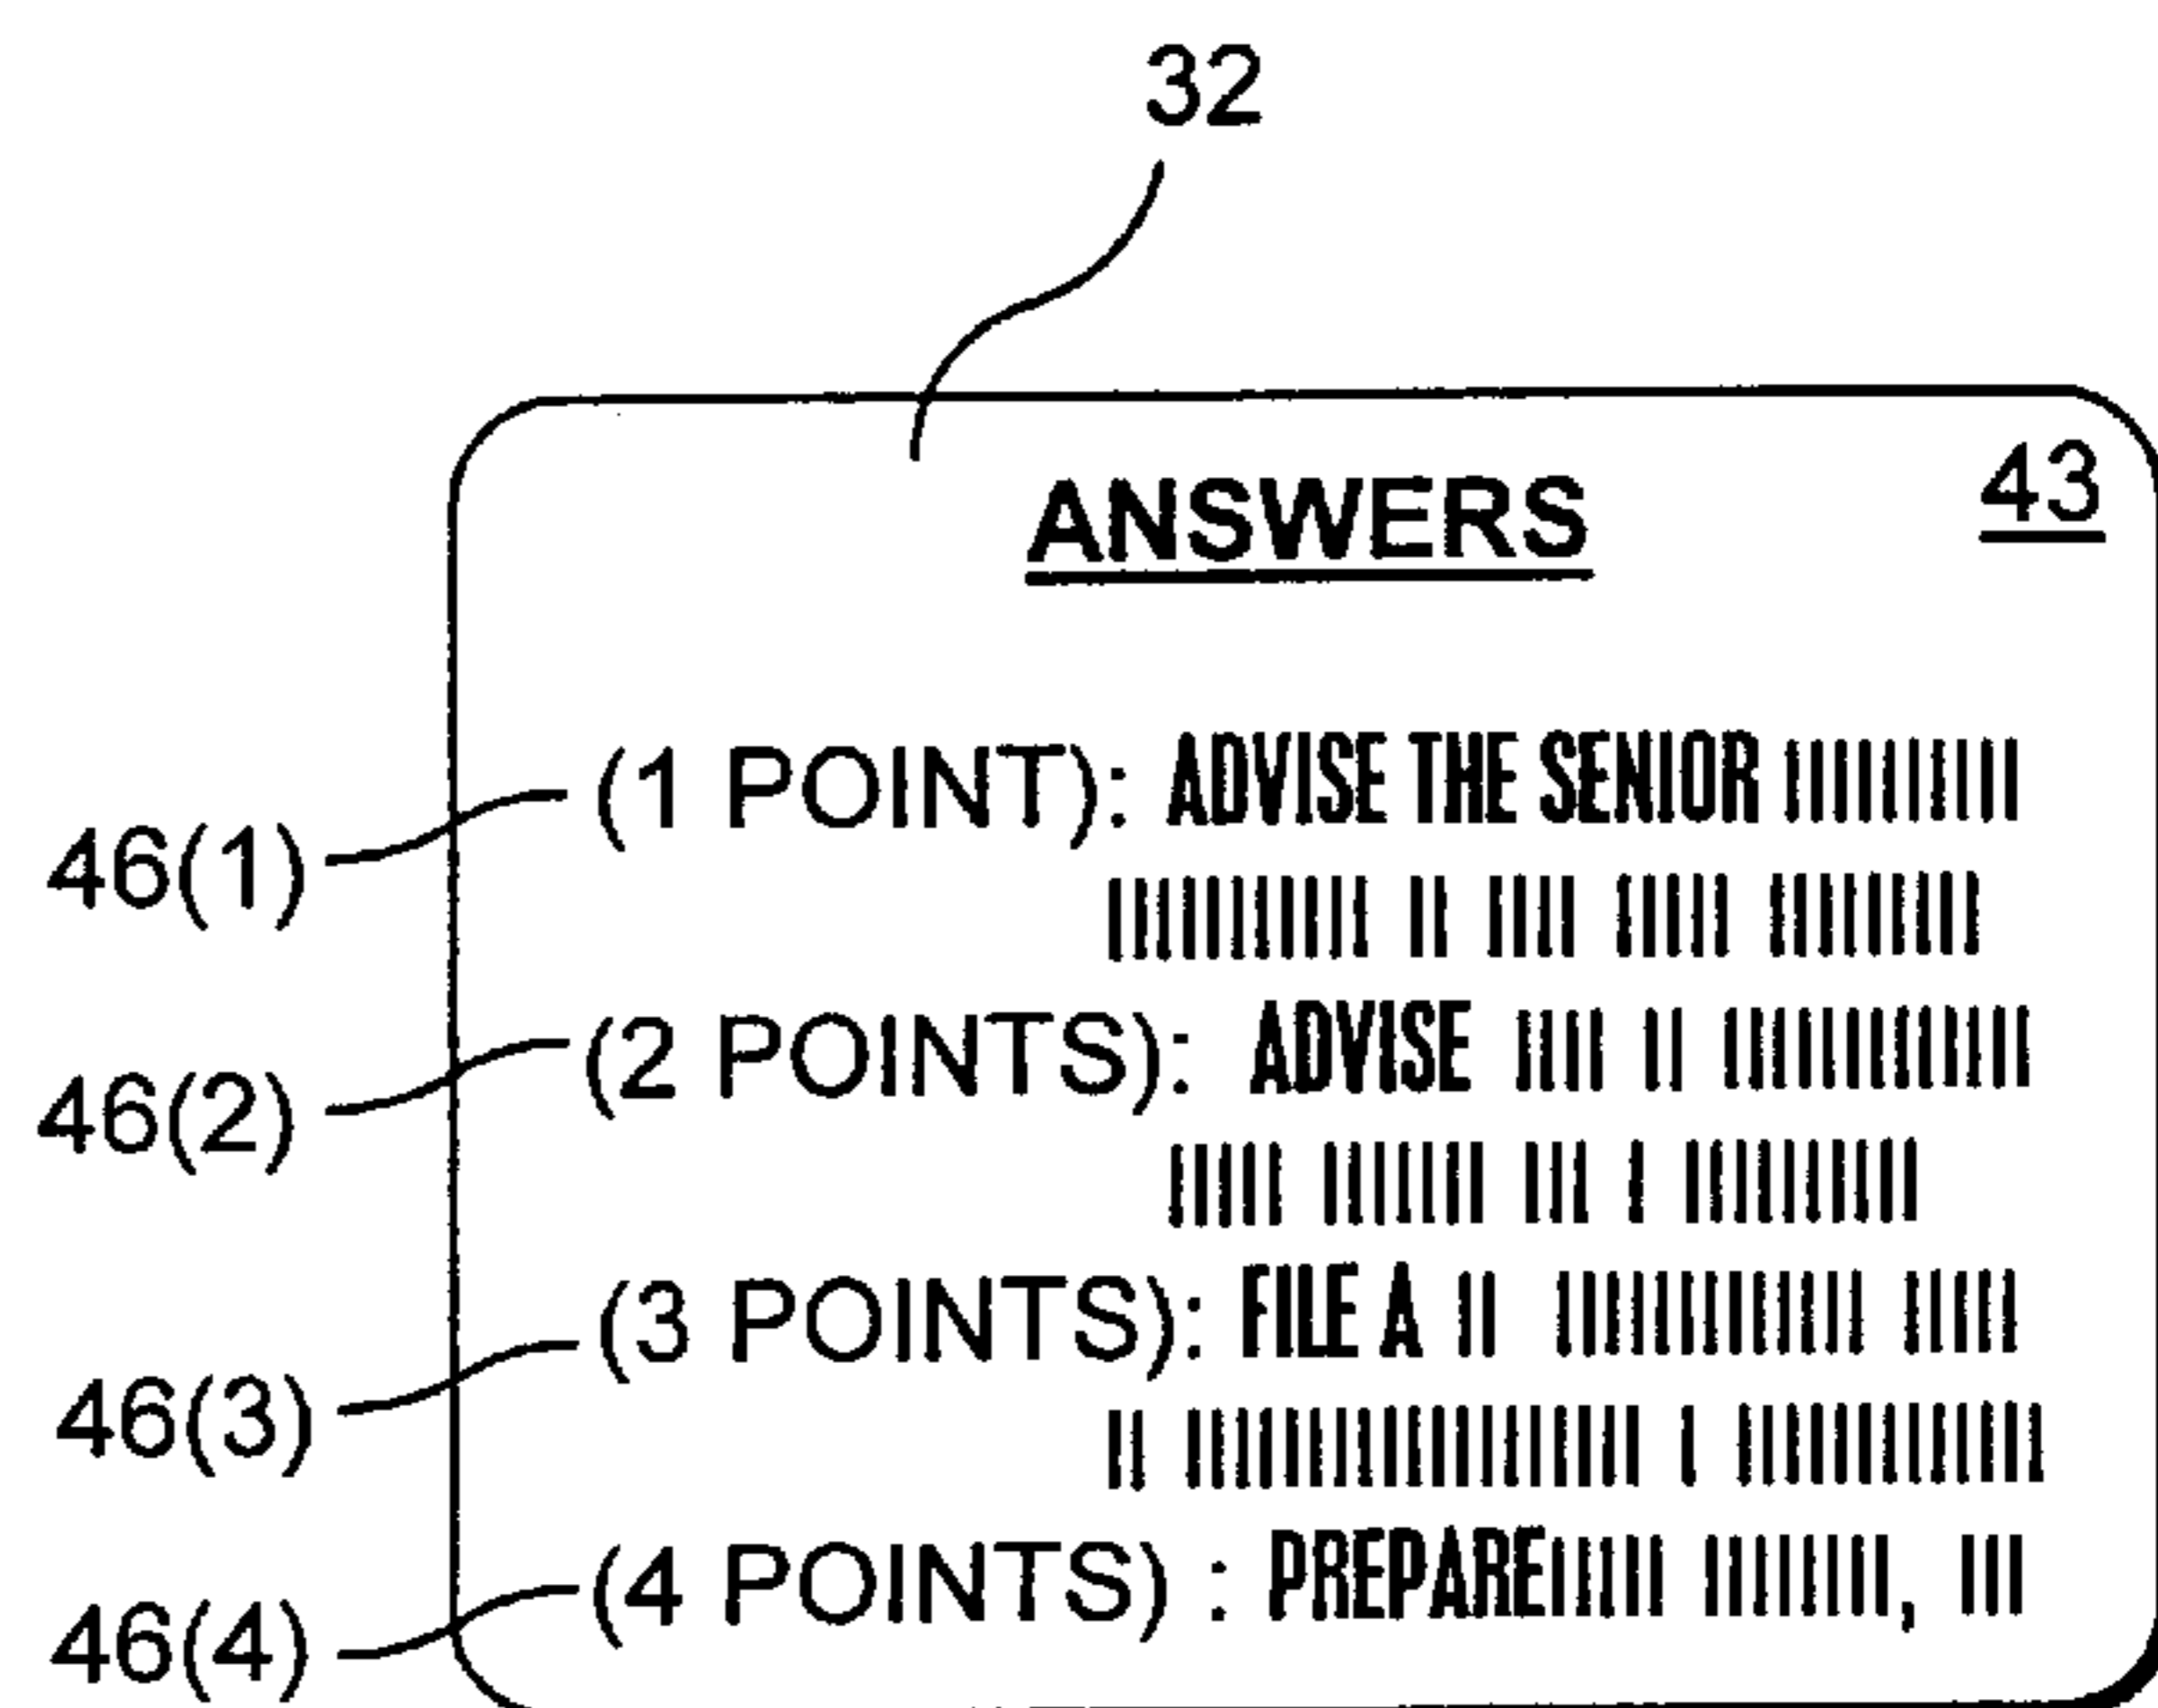 32
ANSWERS 43
46(1) (1 POINT): ADVISE THE SENIOR
46(2) (2 POINTS): ADVISE
46(3) (3 POINTS): FILE A
46(4) (4 POINTS) : PREPARE